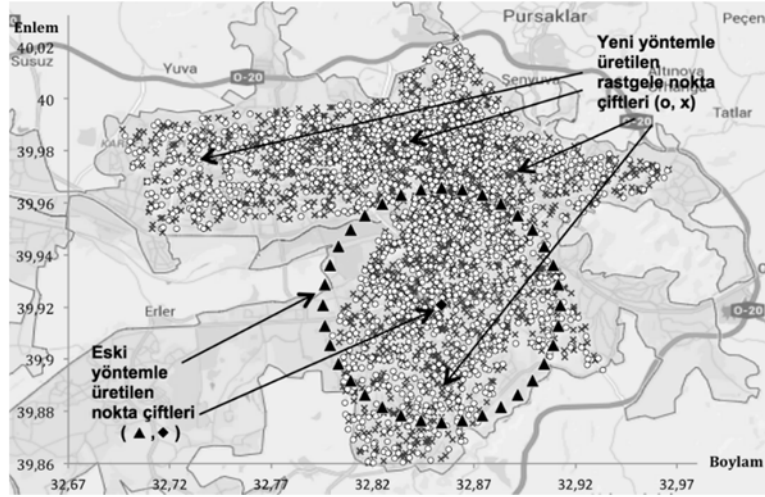 Enlem
40,02
Susuz
Yuva
O-20
Pursaklar
Peçen
Yeni yöntemle
üretilen
rastgele nokta
çiftleri (o, x)
Şenyuva
Altınova
Tatlar
40
O-20
39,98
39,96
39,94
39,92
Erler
O-20
39,9
Eski
yöntemle
üretilen
nokta çiftleri
( ▲ , ◆ )
39,88
39,86
Boylam
32,67
32,72
32,77
32,82
32,87
32,92
32,97